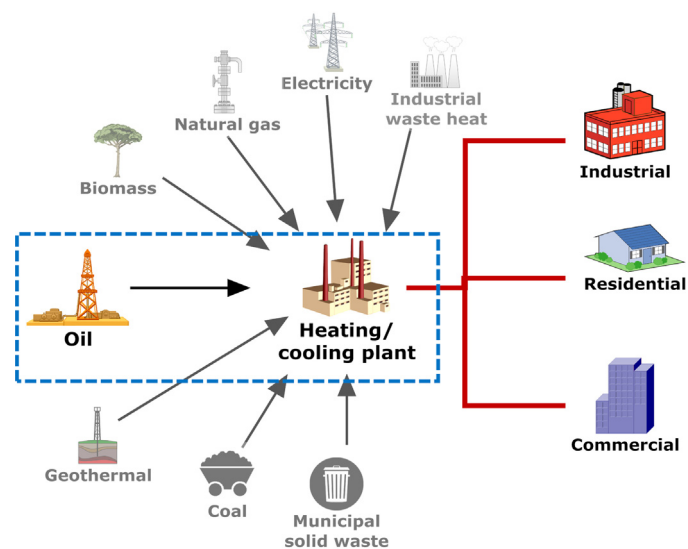 Electricity
Industrial
waste heat
Natural gas
Biomass
Industrial
Residential
Oil
Heating/
cooling plant
Commercial
Geothermal
Coal
Municipal
solid waste